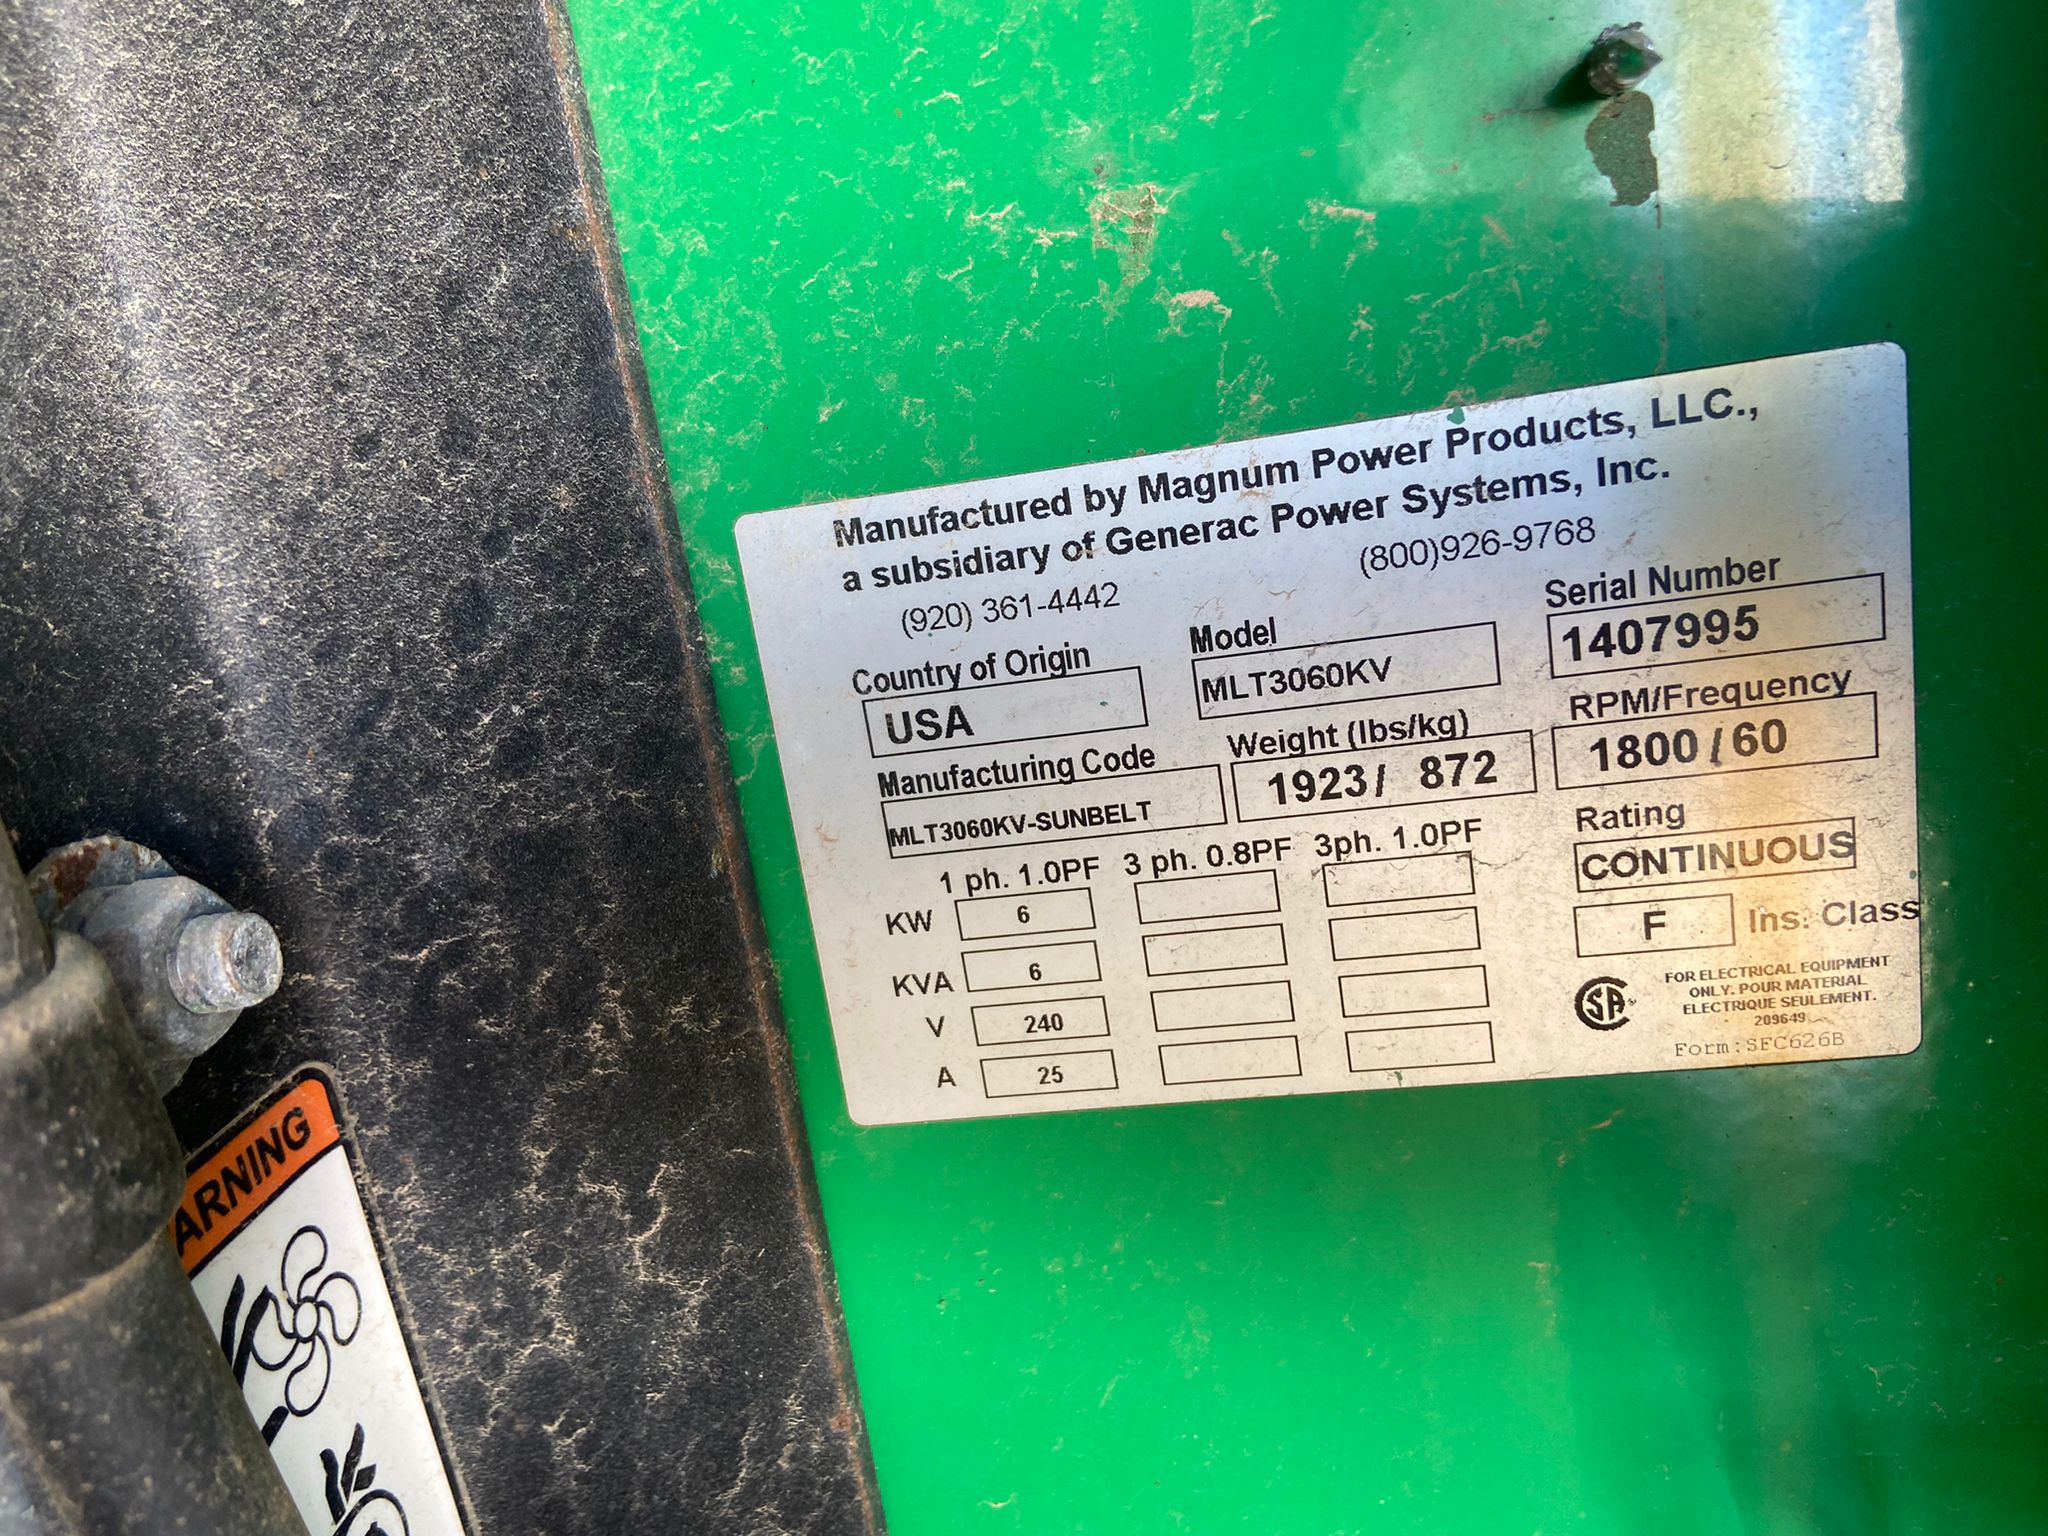 Manufactured by Magnum Power Products, LLC.,
a subsidiary of Generac Power Systems, Inc.
(920) 361-4442 (800)926-9768
Country of Origin Model Serial Number
USA MLT3060KV 1407995
Manufacturing Code Weight (lbs/kg) RPM/Frequency
MLT3060KV-SUNBELT 1923/ 872 1800/60
1 ph. 1.0PF 3 ph. 0.8PF 3ph. 1.0PF Rating
CONTINUOUS
KW 6
F Ins. Class
KVA 6
V 240
A 25
SA
FOR ELECTRICAL EQUIPMENT
ONLY. POUR MATERIAL
ELECTRIQUE SEULEMENT.
209649
Form:SFC626B
ARNING